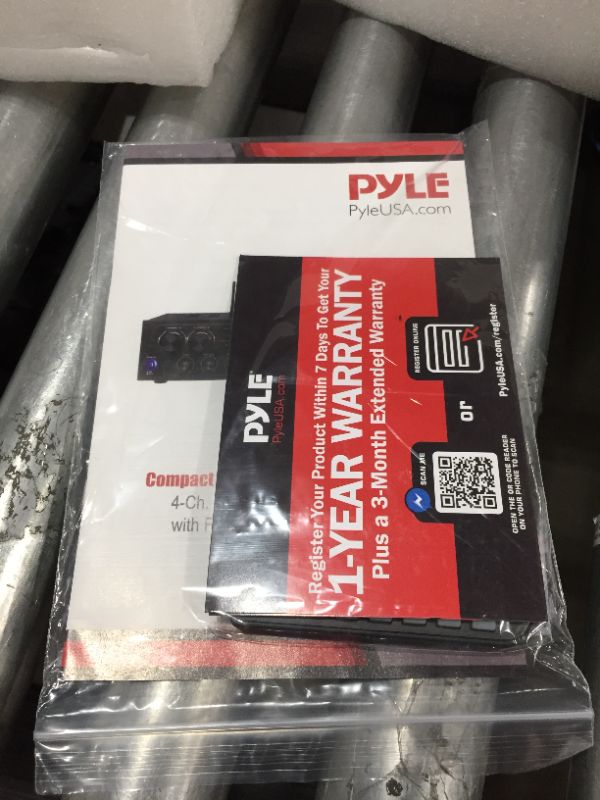 PYLE
PyleUSA.com
Compact
4-Ch.
with
PYLE
PyleUSA.com
Register Your Product Within 7 Days To Get Your
1-YEAR WARRANTY
Plus a 3-Month Extended Warranty
SCAN ME
OPEN THE QR CODE READER
ON YOUR PHONE TO SCAN
or
REGISTER ONLINE
PyleUSA.com/register